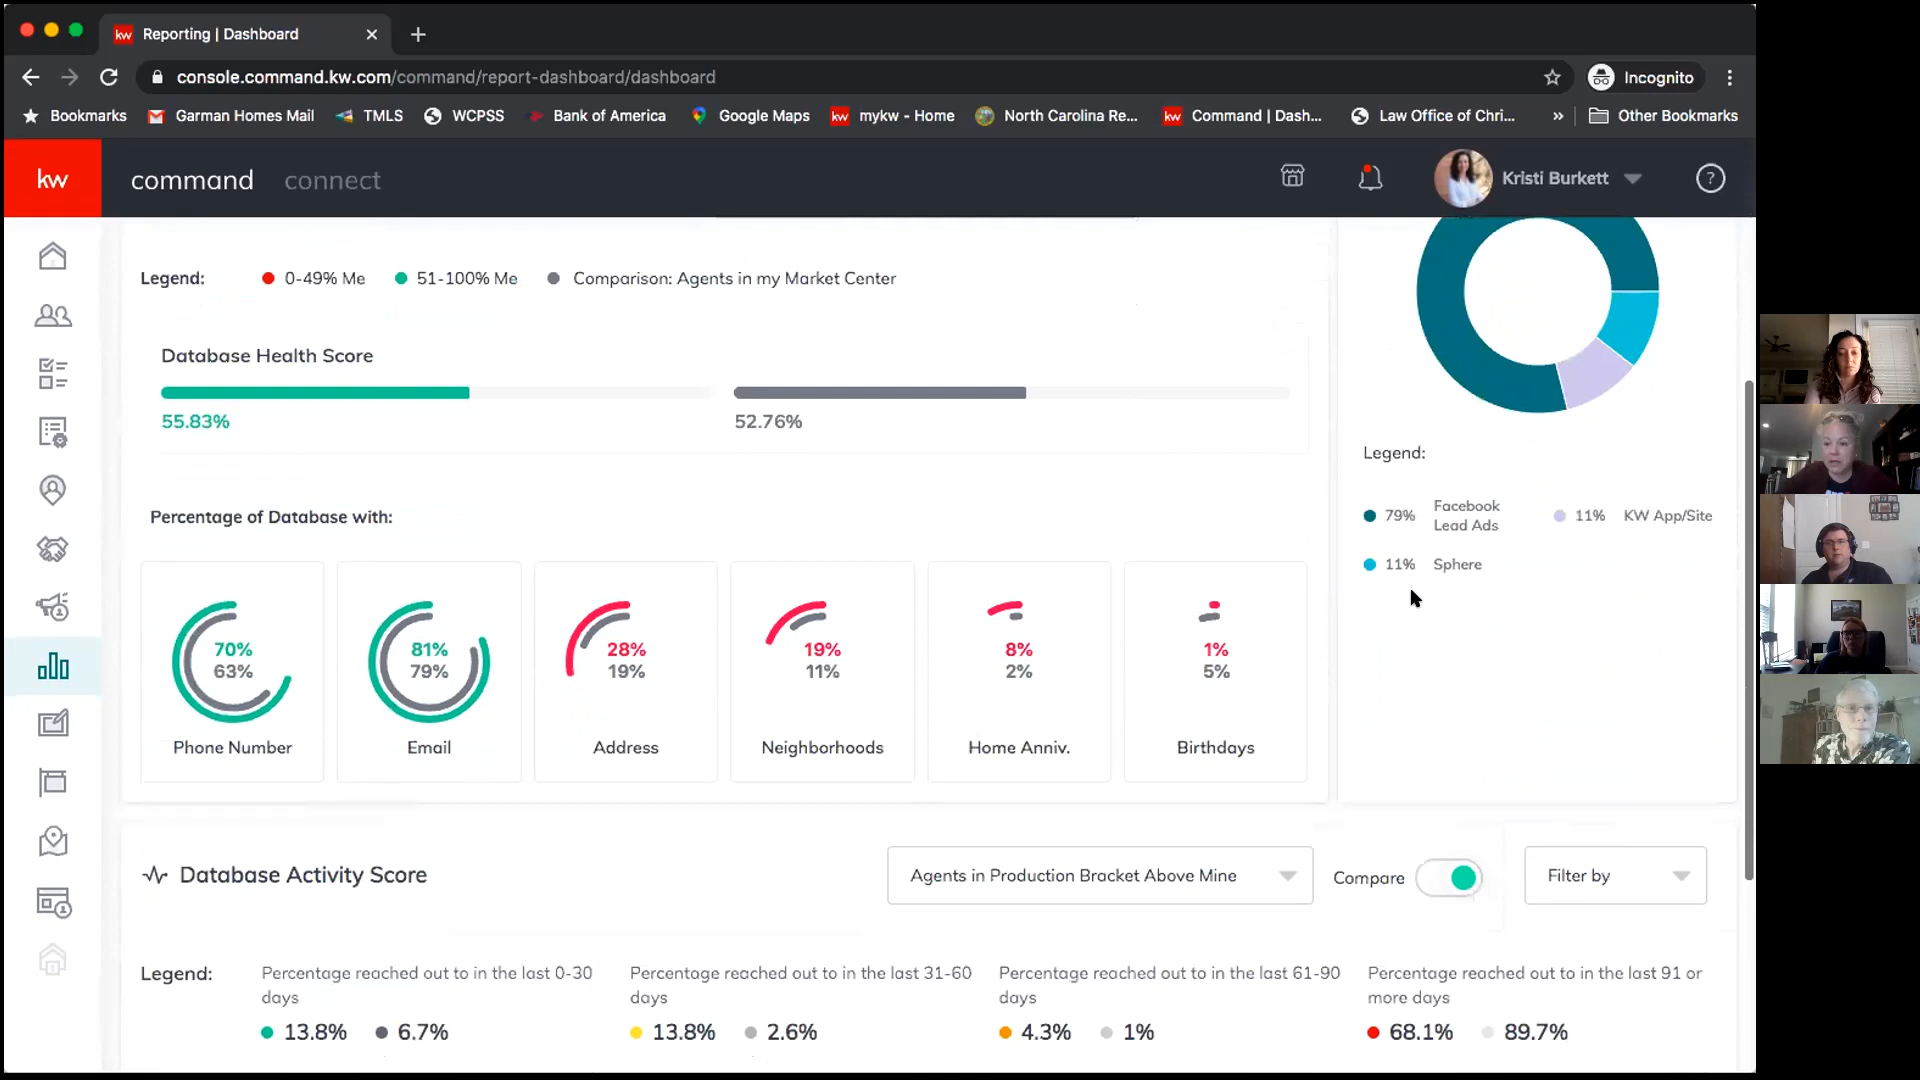 kw Reporting | Dashboard
console.command.kw.com/command/report-dashboard/dashboard
Incognito
Bookmarks
Garman Homes Mail
TMLS
WCPSS
Bank of America
Google Maps
kw mykw - Home
North Carolina Re...
kw Command | Dash...
Law Office of Chri...
»
Other Bookmarks
kw
command connect
Kristi Burkett
?
Legend: 0-49% Me 51-100% Me Comparison: Agents in my Market Center
Database Health Score
55.83% 52.76%
Percentage of Database with:
70%
63%
Phone Number
81%
79%
Email
28%
19%
Address
19%
11%
Neighborhoods
8%
2%
Home Anniv.
1%
5%
Birthdays
Legend:
79% Facebook
Lead Ads
11% KW App/Site
11% Sphere
Database Activity Score
Agents in Production Bracket Above Mine
Compare
Filter by
Legend:
Percentage reached out to in the last 0-30
days
13.8% 6.7%
Percentage reached out to in the last 31-60
days
13.8% 2.6%
Percentage reached out to in the last 61-90
days
4.3% 1%
Percentage reached out to in the last 91 or
more days
68.1% 89.7%